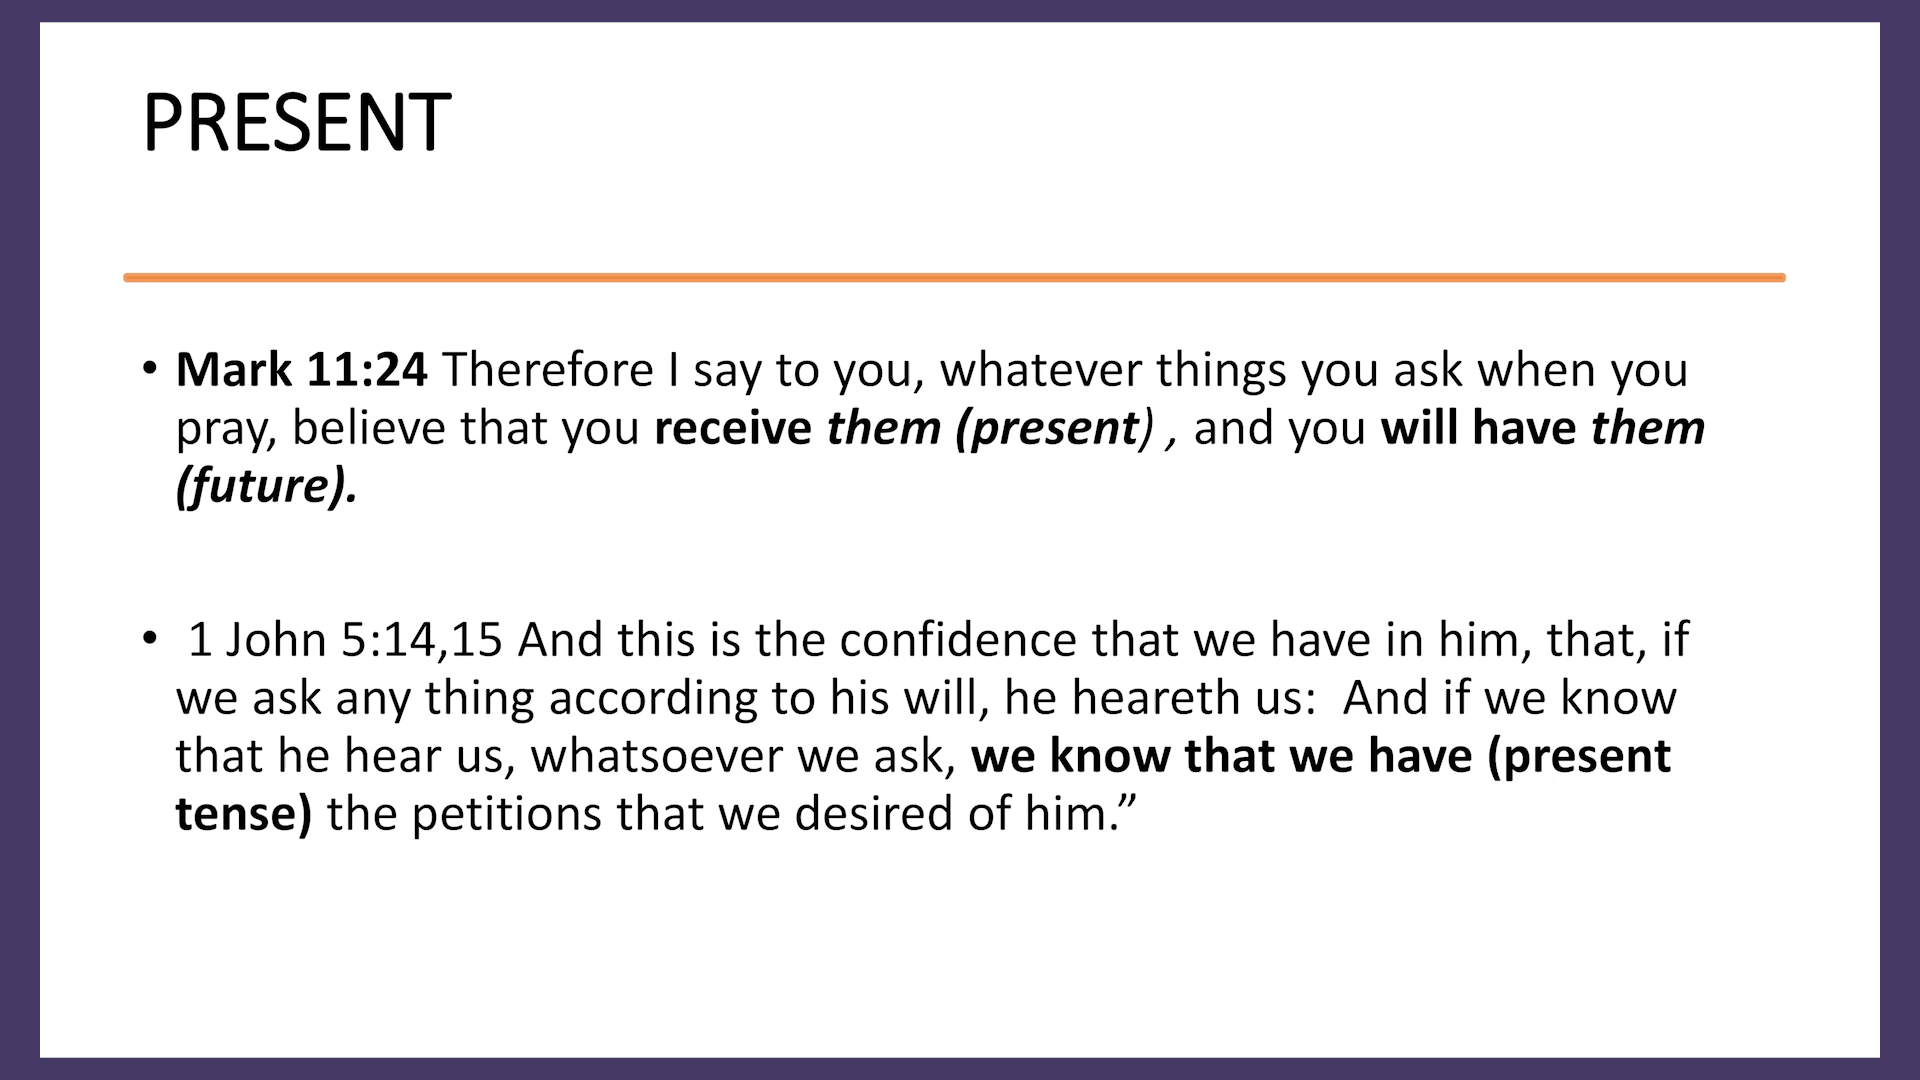 PRESENT
• Mark 11:24 Therefore I say to you, whatever things you ask when you
pray, believe that you receive them (present) , and you will have them
(future).
• 1 John 5:14,15 And this is the confidence that we have in him, that, if
we ask any thing according to his will, he heareth us:  And if we know
that he hear us, whatsoever we ask, we know that we have (present
tense) the petitions that we desired of him.”